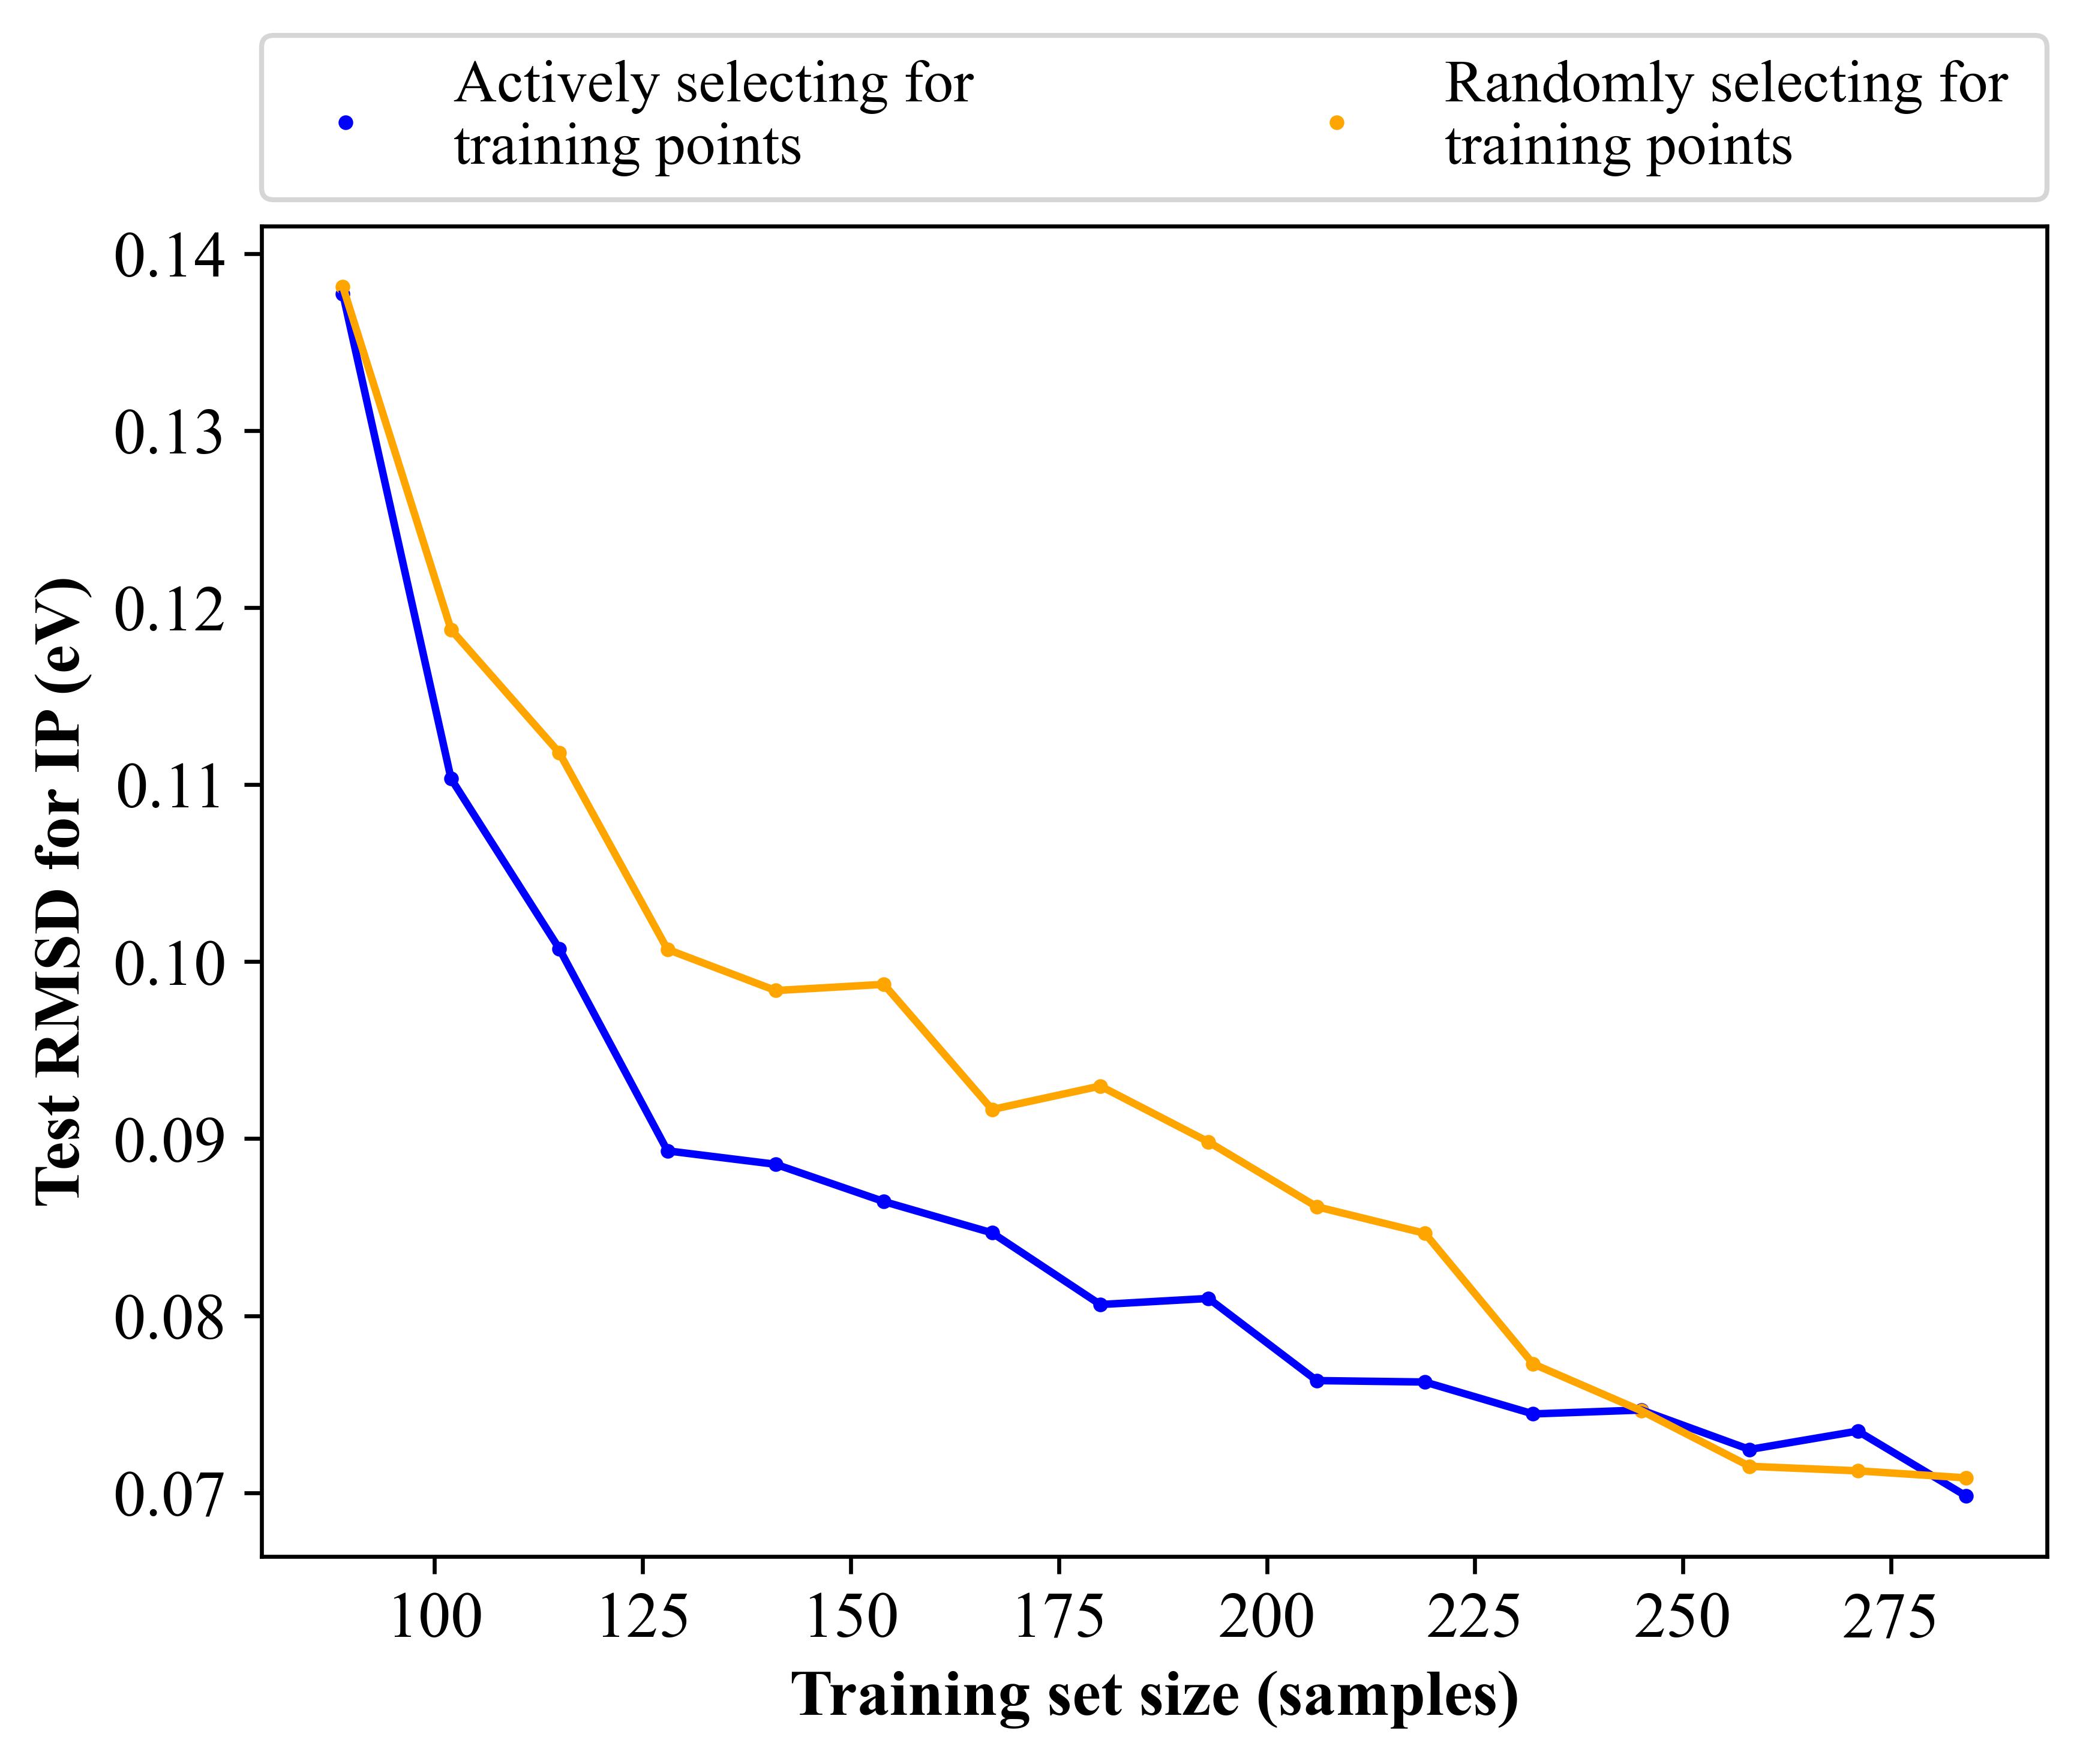 Actively selecting for
training points
Randomly selecting for
training points
0.14
0.13
0.12
0.11
0.10
0.09
0.08
0.07
Test RMSD for IP (eV)
100 125 150 175 200 225 250 275
Training set size (samples)